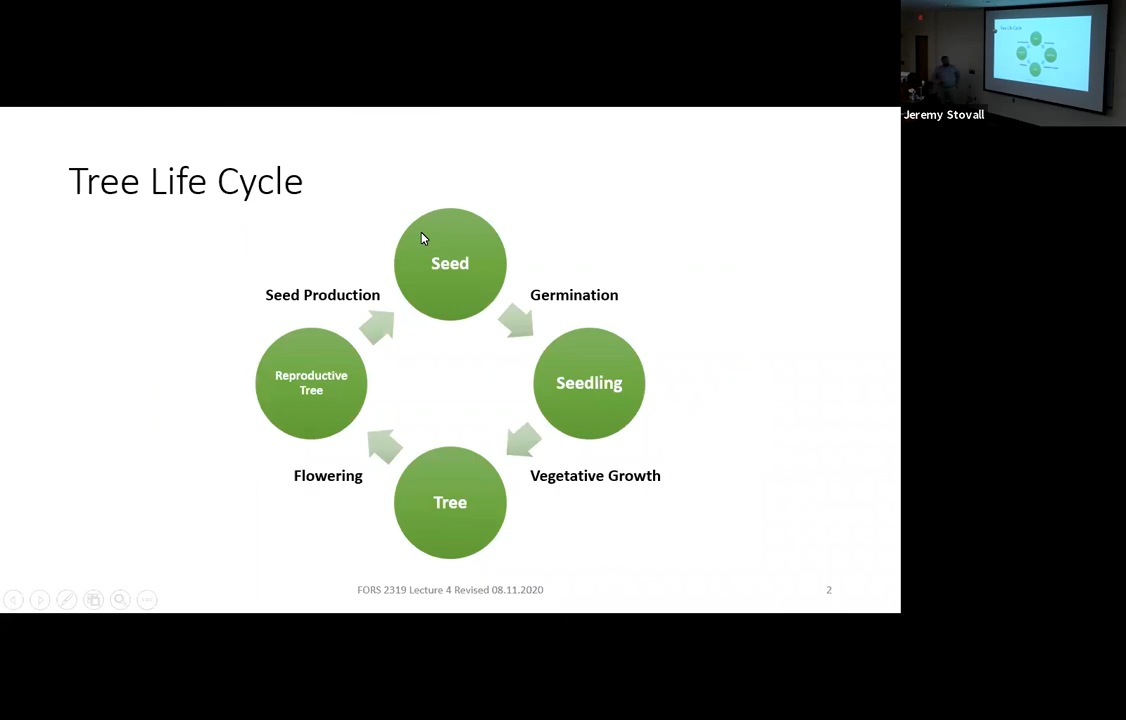 Jeremy Stovall
Tree Life Cycle
Seed
Seed Production
Germination
Reproductive
Tree
Seedling
Flowering
Vegetative Growth
Tree
FORS 2319 Lecture 4 Revised 08.11.2020
2